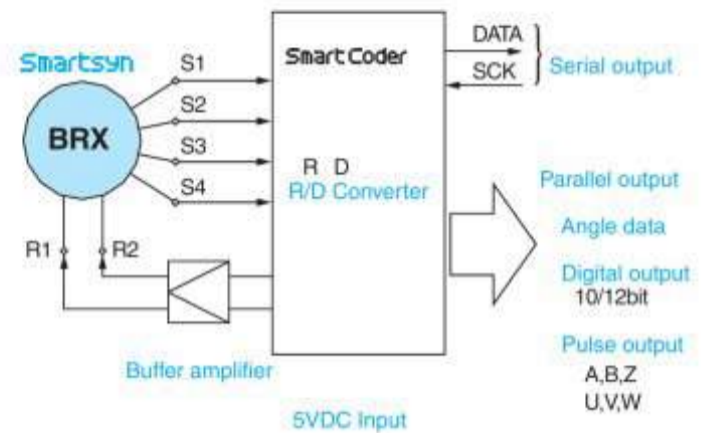 Smartsyn
BRX
S1
S2
S3
S4
R1
R2
Smart Coder
R D
R/D Converter
DATA
SCK
Serial output
Parallel output
Angle data
Digital output
10/12bit
Pulse output
A,B,Z
U,V,W
Buffer amplifier
5VDC Input